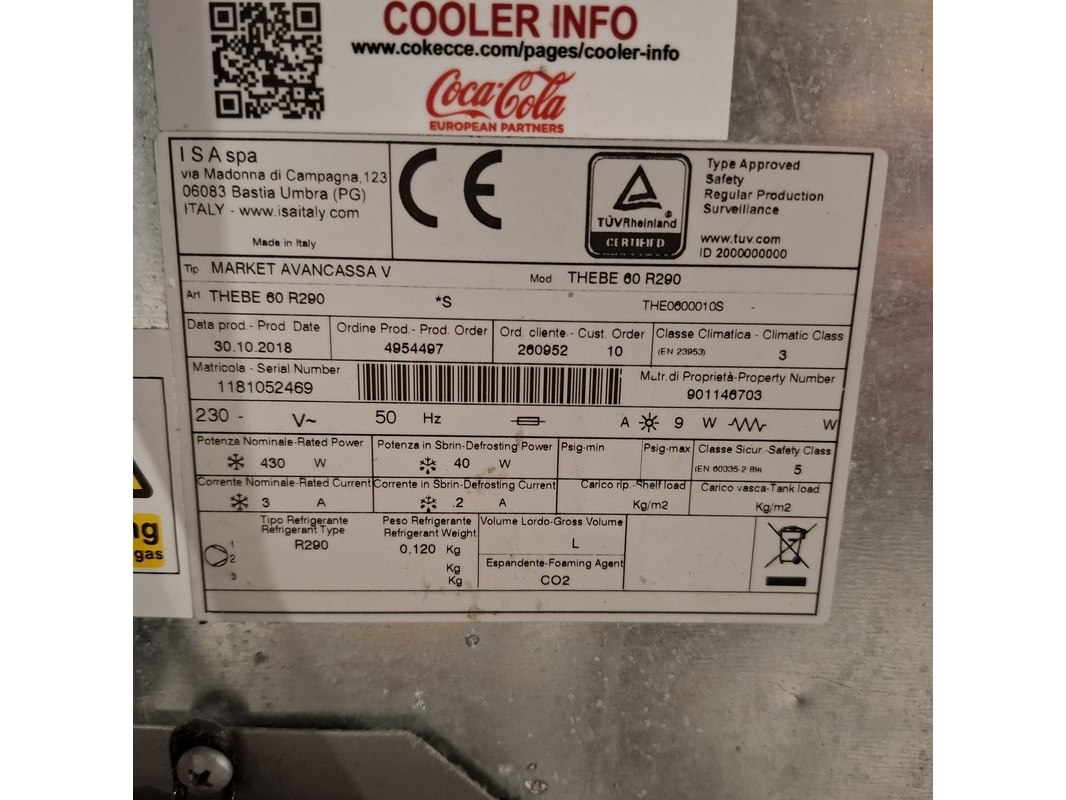 COOLER INFO
www.cokecce.com/pages/cooler-info
Coca-Cola
EUROPEAN PARTNERS
I S A spa
via Madonna di Campagna,123
06083 Bastia Umbra (PG)
ITALY - www.isaitaly com
Made in Italy
CE
TÜVRheinland ®
CERTIFIED
Type Approved
Safety
Regular Production
Surveillance
www.tuv.com
ID 2000000000
Tip MARKET AVANCASSA V Mod THEBE 60 R290
Art. THEBE 60 R290 *S THE0600010S -
Data prod.- Prod. Date Ordine Prod.- Prod. Order Ord. cliente.- Cust. Order Classe Climatica - Climatic Class
30.10.2018 4954497 260952 10 (EN 23953) 3
Matricola - Serial Number Matr.di Proprietà-Property Number
1181052469 901146703
230 - V~ 50 Hz A 9 W W
Potenza Nominale-Rated Power Potenza in Sbrin-Defrosting Power Psig-min Psig-max Classe Sicur.-Safety Class
430 W 40 W (EN 60335 2 89) 5
Corrente Nominale-Rated Current Corrente in Sbrin-Defrosting Current Carico rip.-Shelf load Carico vasca-Tank load
3 A .2 A Kg/m2 Kg/m2
Tipo Refrigerante Peso Refrigerante Volume Lordo-Gross Volume
Refrigerant Type Refrigerant Weight
R290 0.120 Kg L
1
2 Kg Espandente-Foaming Agent
3 Kg CO2
ng
gas